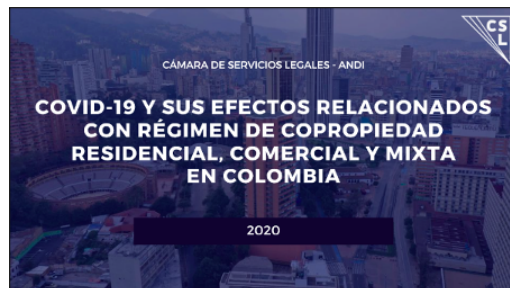 CSL
CÁMARA DE SERVICIOS LEGALES - ANDI
COVID-19 Y SUS EFECTOS RELACIONADOS
CON RÉGIMEN DE COPROPIEDAD
RESIDENCIAL, COMERCIAL Y MIXTA
EN COLOMBIA
2020